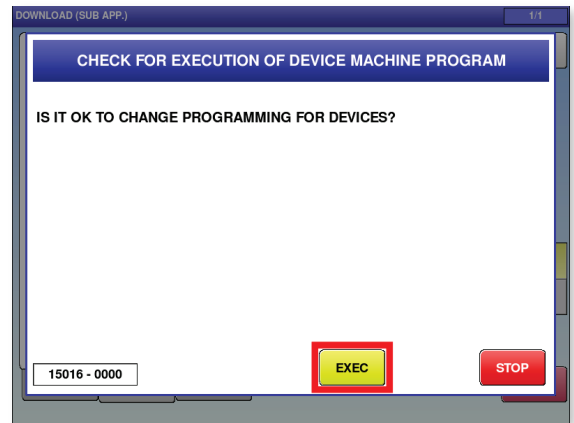 DOWNLOAD (SUB APP.) 1/1
CHECK FOR EXECUTION OF DEVICE MACHINE PROGRAM
IS IT OK TO CHANGE PROGRAMMING FOR DEVICES?
15016 - 0000 EXEC STOP